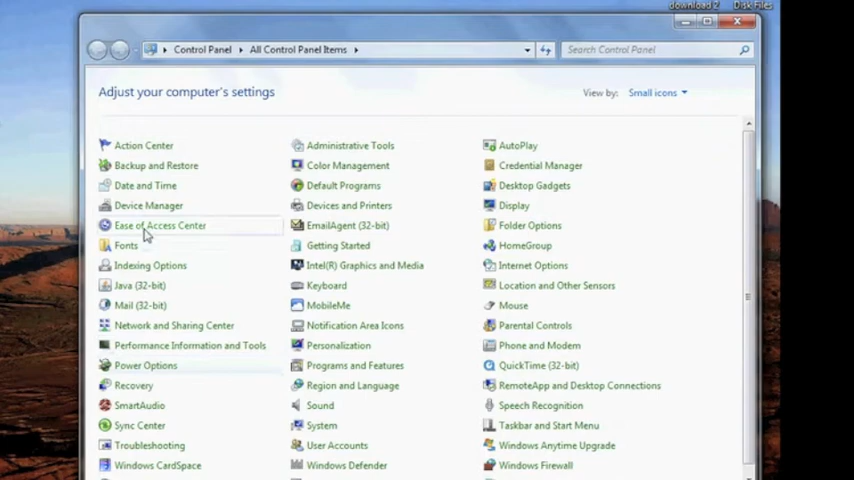 download 2 Disk Files
Control Panel All Control Panel Items Search Control Panel
Adjust your computer's settings View by: Small icons
Action Center Administrative Tools AutoPlay
Backup and Restore Color Management Credential Manager
Date and Time Default Programs Desktop Gadgets
Device Manager Devices and Printers Display
Ease of Access Center EmailAgent (32-bit) Folder Options
Fonts Getting Started HomeGroup
Indexing Options Intel(R) Graphics and Media Internet Options
Java (32-bit) Keyboard Location and Other Sensors
Mail (32-bit) MobileMe Mouse
Network and Sharing Center Notification Area Icons Parental Controls
Performance Information and Tools Personalization Phone and Modem
Power Options Programs and Features QuickTime (32-bit)
Recovery Region and Language RemoteApp and Desktop Connections
SmartAudio Sound Speech Recognition
Sync Center System Taskbar and Start Menu
Troubleshooting User Accounts Windows Anytime Upgrade
Windows CardSpace Windows Defender Windows Firewall